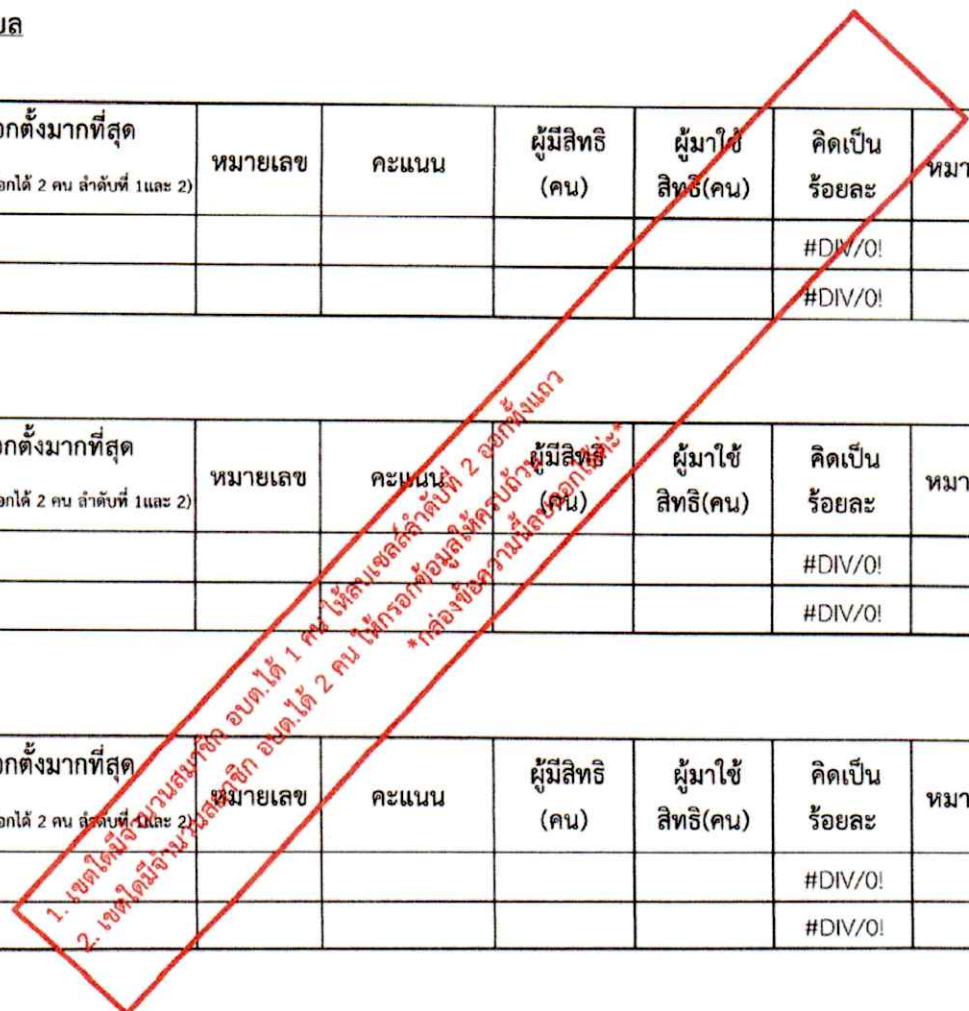 บล
อกตั้งมากที่สุด
อกได้ 2 คน ลำดับที่ 1และ 2)
หมายเลข
คะแนน
ผู้มีสิทธิ
(คน)
ผู้มาใช้
สิทธิ(คน)
คิดเป็น
ร้อยละ
หมา
#DIV/0!
#DIV/0!
อกตั้งมากที่สุด
อกได้ 2 คน ลำดับที่ 1และ 2)
หมายเลข
คะแนน
ผู้มีสิทธิ
(คน)
ผู้มาใช้
สิทธิ(คน)
คิดเป็น
ร้อยละ
หมา
#DIV/0!
#DIV/0!
อกตั้งมากที่สุด
อกได้ 2 คน ลำดับที่ 1และ 2)
หมายเลข
คะแนน
ผู้มีสิทธิ
(คน)
ผู้มาใช้
สิทธิ(คน)
คิดเป็น
ร้อยละ
หมา
#DIV/0!
#DIV/0!
1. เขตใดมีจำนวนสมาชิก อบต.ได้ 1 คน ให้ลบเซลล์ลำดับที่ 2 ออกทั้งแถว
2. เขตใดมีจำนวนสมาชิก อบต.ได้ 2 คน ให้กรอกข้อมูลให้ครบถ้วน
*กล่องข้อความนี้ลบออกได้ค่ะ*